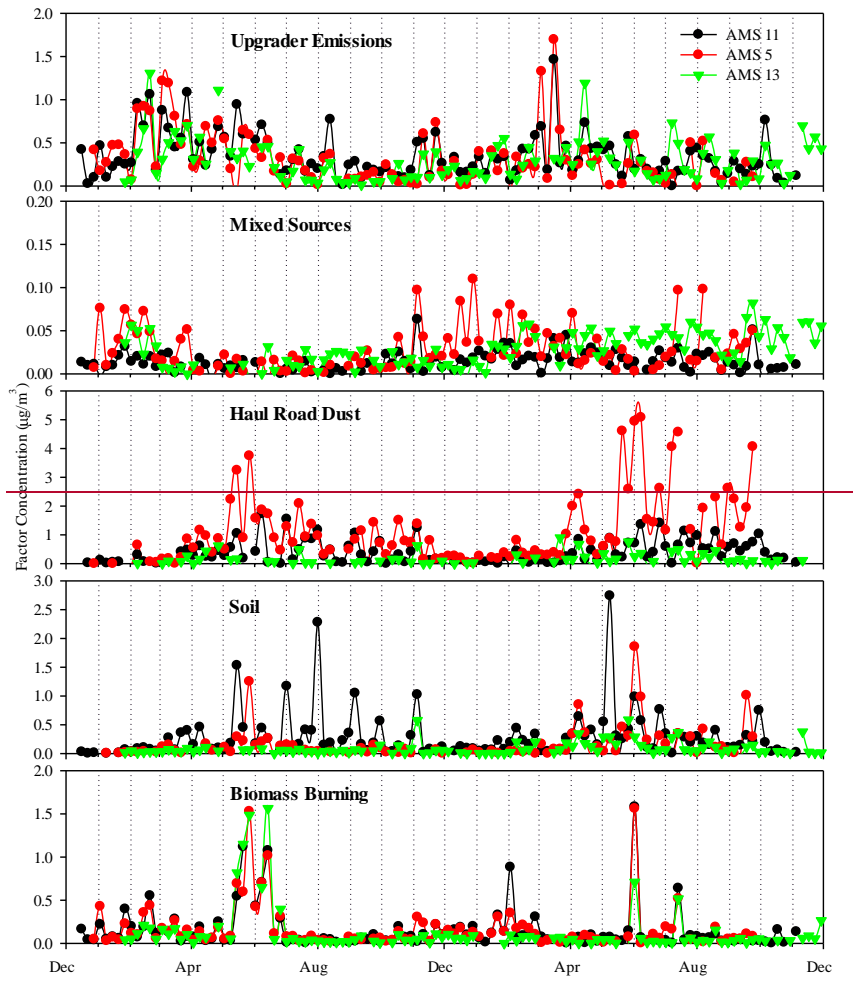 Upgrader Emissions
AMS 11
AMS 5
AMS 13
2.0
1.5
1.0
0.5
0.0
Mixed Sources
0.20
0.15
0.10
0.05
0.00
Factor Concentration (µg/m³)
Haul Road Dust
6
5
4
3
2
1
0
Soil
3.0
2.5
2.0
1.5
1.0
0.5
0.0
Biomass Burning
2.0
1.5
1.0
0.5
0.0
Dec Apr Aug Dec Apr Aug Dec